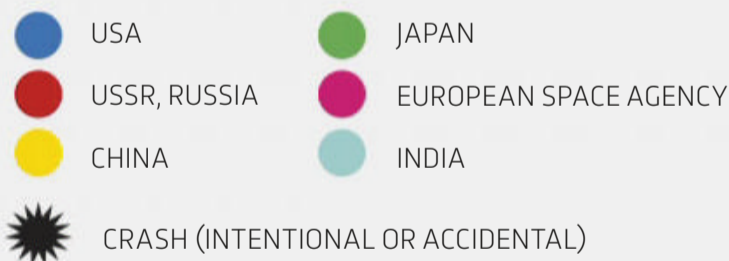 USA
JAPAN
USSR, RUSSIA
EUROPEAN SPACE AGENCY
CHINA
INDIA
CRASH (INTENTIONAL OR ACCIDENTAL)